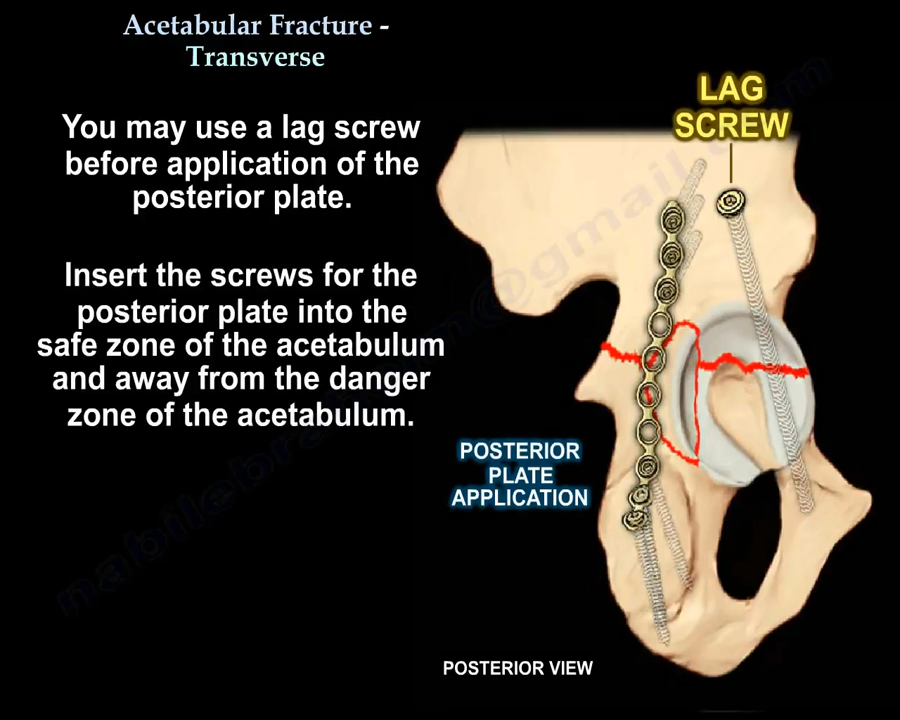 Acetabular Fracture -
Transverse
You may use a lag screw
before application of the
posterior plate.
Insert the screws for the
posterior plate into the
safe zone of the acetabulum
and away from the danger
zone of the acetabulum.
LAG
SCREW
POSTERIOR
PLATE
APPLICATION
POSTERIOR VIEW